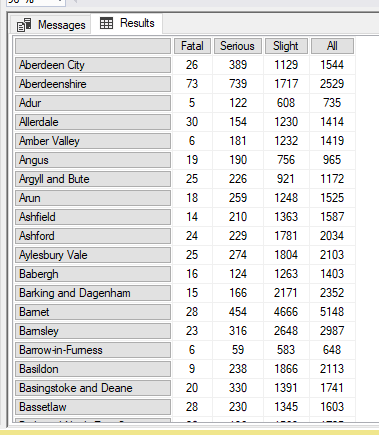 Messages Results
Fatal Serious Slight All
Aberdeen City 26 389 1129 1544
Aberdeenshire 73 739 1717 2529
Adur 5 122 608 735
Allerdale 30 154 1230 1414
Amber Valley 6 181 1232 1419
Angus 19 190 756 965
Argyll and Bute 25 226 921 1172
Arun 18 259 1248 1525
Ashfield 14 210 1363 1587
Ashford 24 229 1781 2034
Aylesbury Vale 25 274 1804 2103
Babergh 16 124 1263 1403
Barking and Dagenham 15 166 2171 2352
Barnet 28 454 4666 5148
Barnsley 23 316 2648 2987
Barrow-in-Furness 6 59 583 648
Basildon 9 238 1866 2113
Basingstoke and Deane 20 330 1391 1741
Bassetlaw 28 230 1345 1603